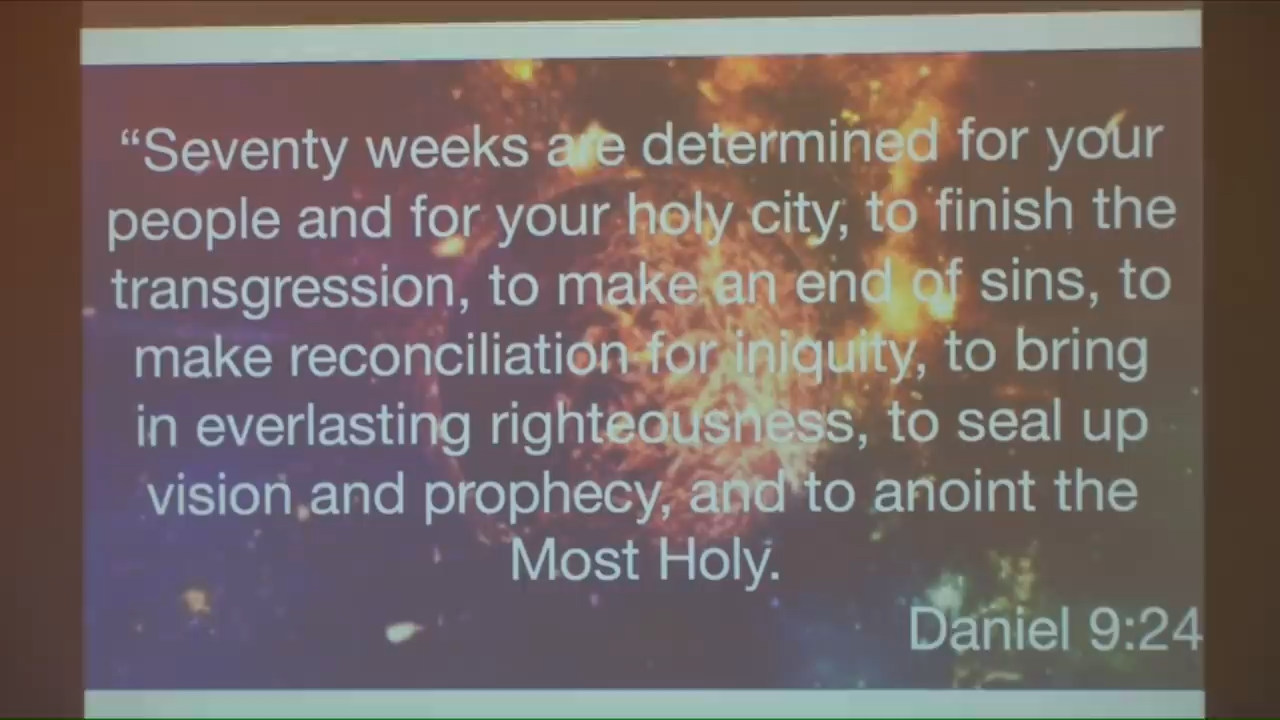 “Seventy weeks are determined for your
people and for your holy city, to finish the
transgression, to make an end of sins, to
make reconciliation for iniquity, to bring
in everlasting righteousness, to seal up
vision and prophecy, and to anoint the
Most Holy.
Daniel 9:24